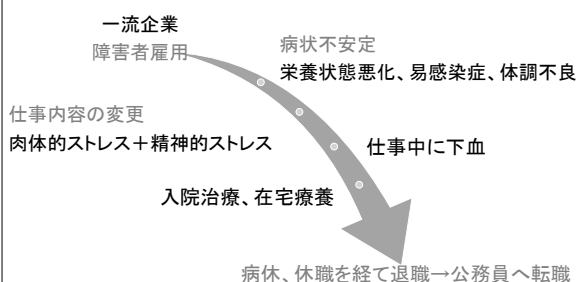 一流企業
障害者雇用
病状不安定
栄養状態悪化、易感染症、体調不良
仕事内容の変更
肉体的ストレス＋精神的ストレス
仕事中に下血
入院治療、在宅療養
病休、休職を経て退職→公務員へ転職